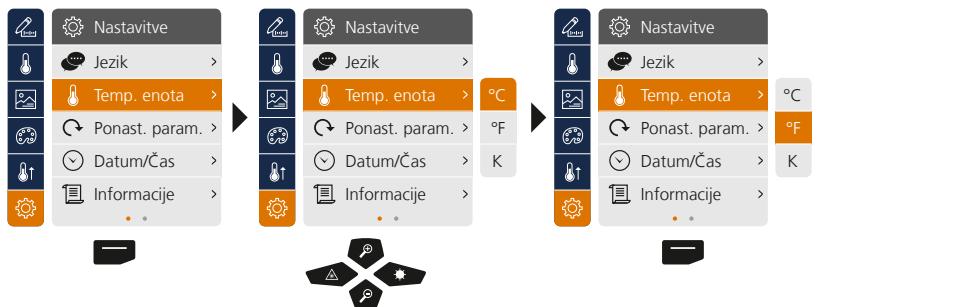 Nastavitve
Jezik
Temp. enota
Ponast. param.
Datum/Čas
Informacije
Nastavitve
Jezik
Temp. enota
Ponast. param.
Datum/Čas
Informacije
°C
°F
K
Nastavitve
Jezik
Temp. enota
Ponast. param.
Datum/Čas
Informacije
°C
°F
K